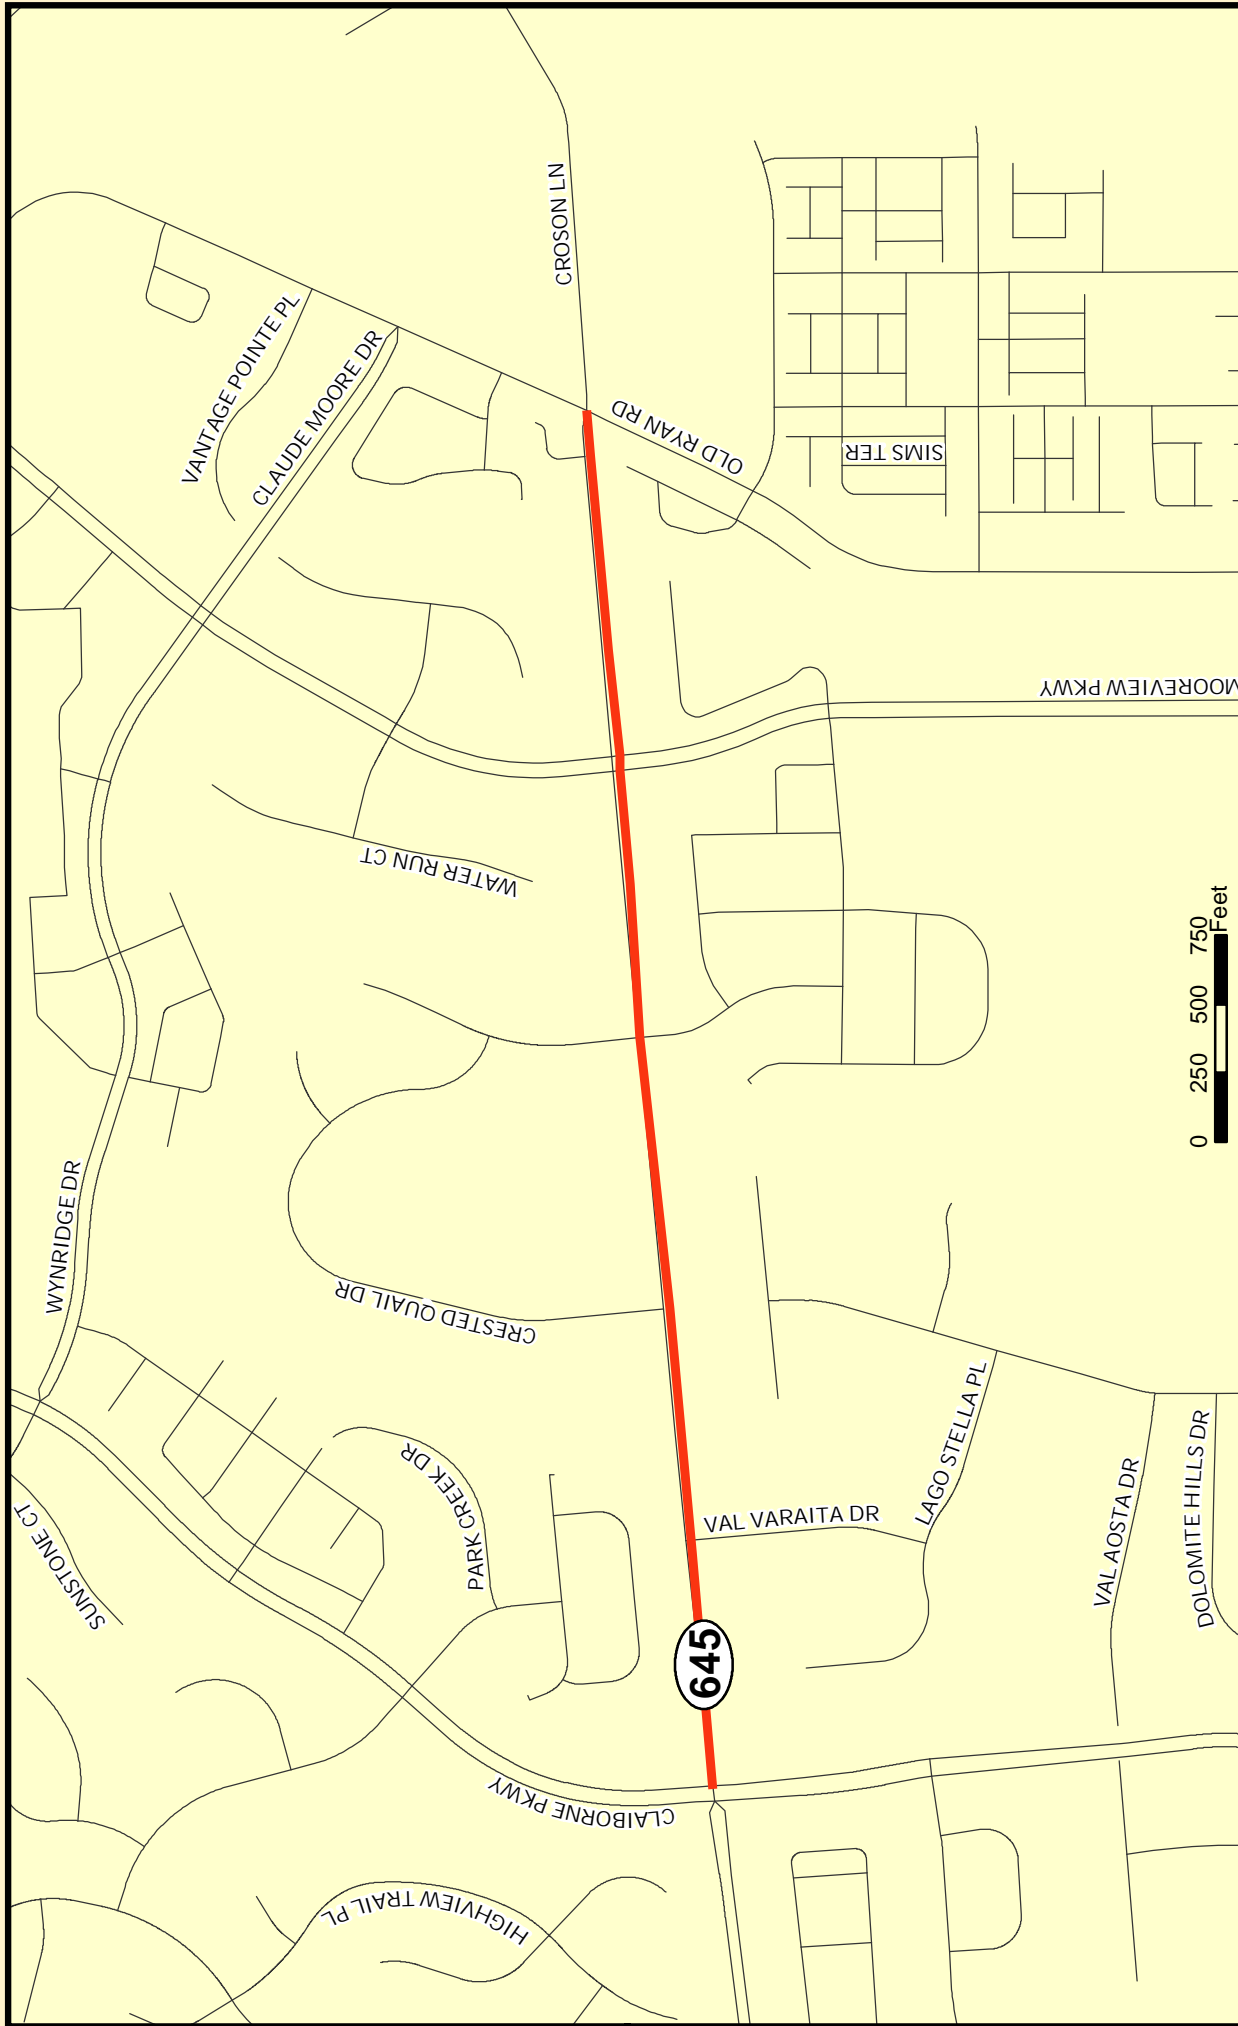 CROSON LN
VANTAGE POINTE PL
CLAUDE MOORE DR
OLD RYAN RD
SIMS TER
MOOREVIEW PKWY
WATER RUN CT
WYNRIDGE DR
CRESTED QUAIL DR
PARK CREEK DR
SUNSTONE CT
LAGO STELLA PL
VAL VARAITA DR
VAL AOSTA DR
DOLOMITE HILLS DR
645
CLAIBORNE PKWY
HIGHVIEW TRAIL PL
0 250 500 750
Feet